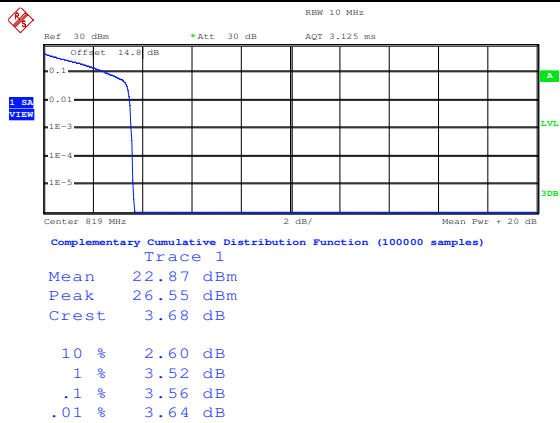 R S
RBW 10 MHz
Ref 30 dBm *Att 30 dB AQT 3.125 ms
Offset 14.8 dB
0.1
A
0.01
1 SA
VIEW
1E-3
LVL
1E-4
1E-5
3DB
Center 819 MHz 2 dB/ Mean Pwr + 20 dB
Complementary Cumulative Distribution Function (100000 samples)
Trace 1
Mean 22.87 dBm
Peak 26.55 dBm
Crest 3.68 dB
10 % 2.60 dB
1 % 3.52 dB
.1 % 3.56 dB
.01 % 3.64 dB